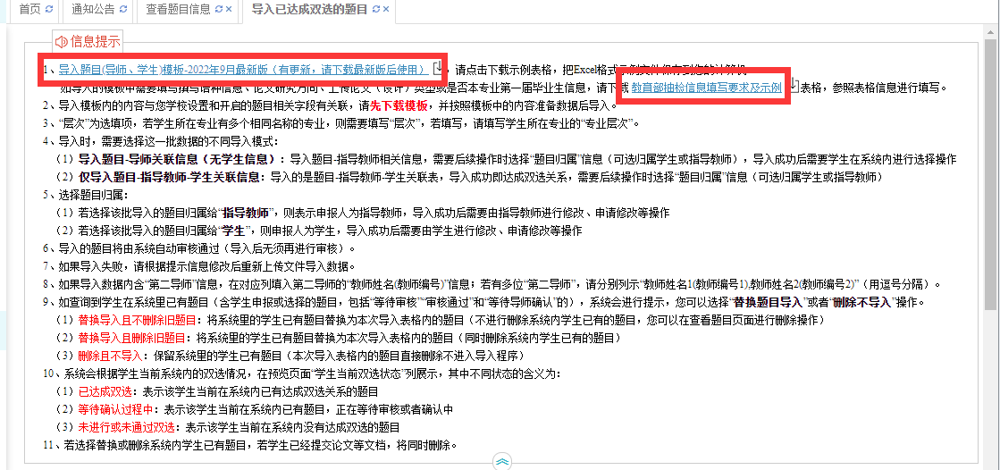 首页 通知公告 查看题目信息 导入已达成双选的题目
信息提示
1、导入题目(导师、学生)模板-2022年9月最新版（有更新，请下载最新版后使用），请点击下载示例表格，把Excel格式示例文件保存到您的计算机
如导入的模板中需要填写撰写语种信息、论文研究方向、上传论文（设计）类型或是否本专业第一届毕业生信息，请下载 教育部抽检信息填写要求及示例 表格，参照表格信息进行填写。
2、导入模板内的内容与您学校设置和开启的题目相关字段有关联，请先下载模板，并按照模板中的内容准备数据后导入。
3、“层次”为选填项，若学生所在专业有多个相同名称的专业，则需要填写“层次”，若填写，请填写学生所在专业的“专业层次”。
4、导入时，需要选择这一批数据的不同导入模式：
（1）导入题目-导师关联信息（无学生信息）：导入题目-指导教师相关信息，需要后续操作时选择“题目归属”信息（可选归属学生或指导教师），导入成功后需要学生在系统内进行选择操作
（2）仅导入题目-指导教师-学生关联信息：导入的是题目-指导教师-学生关联表，导入成功即达成双选关系，需要后续操作时选择“题目归属”信息（可选归属学生或指导教师）
5、选择题目归属：
（1）若选择该批导入的题目归属给“指导教师”，则表示申报人为指导教师，导入成功后需要由指导教师进行修改、申请修改等操作
（2）若选择该批导入的题目归属给“学生”，则申报人为学生，导入成功后需要由学生进行修改、申请修改等操作
6、导入的题目将由系统自动审核通过（导入后无须再进行审核）。
7、如果导入失败，请根据提示信息修改后重新上传文件导入数据。
8、如果导入数据内含“第二导师”信息，在对应列填入第二导师的“教师姓名(教师编号)”信息；若有多位“第二导师”，请分别列示“教师姓名1(教师编号1),教师姓名2(教师编号2)”（用逗号分隔）。
9、如查询到学生在系统里已有题目（含学生申报或选择的题目，包括“等待审核”“审核通过”和“等待导师确认”的），系统会进行提示，您可以选择“替换题目导入”或者“删除不导入”操作。
（1）替换导入且不删除旧题目：将系统里的学生已有题目替换为本次导入表格内的题目（不进行删除系统内学生已有的题目，您可以在查看题目页面进行删除操作）
（2）替换导入且删除旧题目：将系统里的学生已有题目替换为本次导入表格内的题目（同时删除系统内学生已有的题目）
（3）删除且不导入：保留系统里的学生已有题目（本次导入表格内的题目直接删除不进入导入程序）
10、系统会根据学生当前系统内的双选情况，在预览页面“学生当前双选状态”列展示，其中不同状态的含义为：
（1）已达成双选：表示该学生当前在系统内已有达成双选关系的题目
（2）等待确认过程中：表示该学生当前在系统内已有题目，正在等待审核或者确认中
（3）未进行或未通过双选：表示该学生当前在系统内没有达成双选的题目
11、若选择替换或删除系统内学生已有题目，若学生已经提交论文等文档，将同时删除。